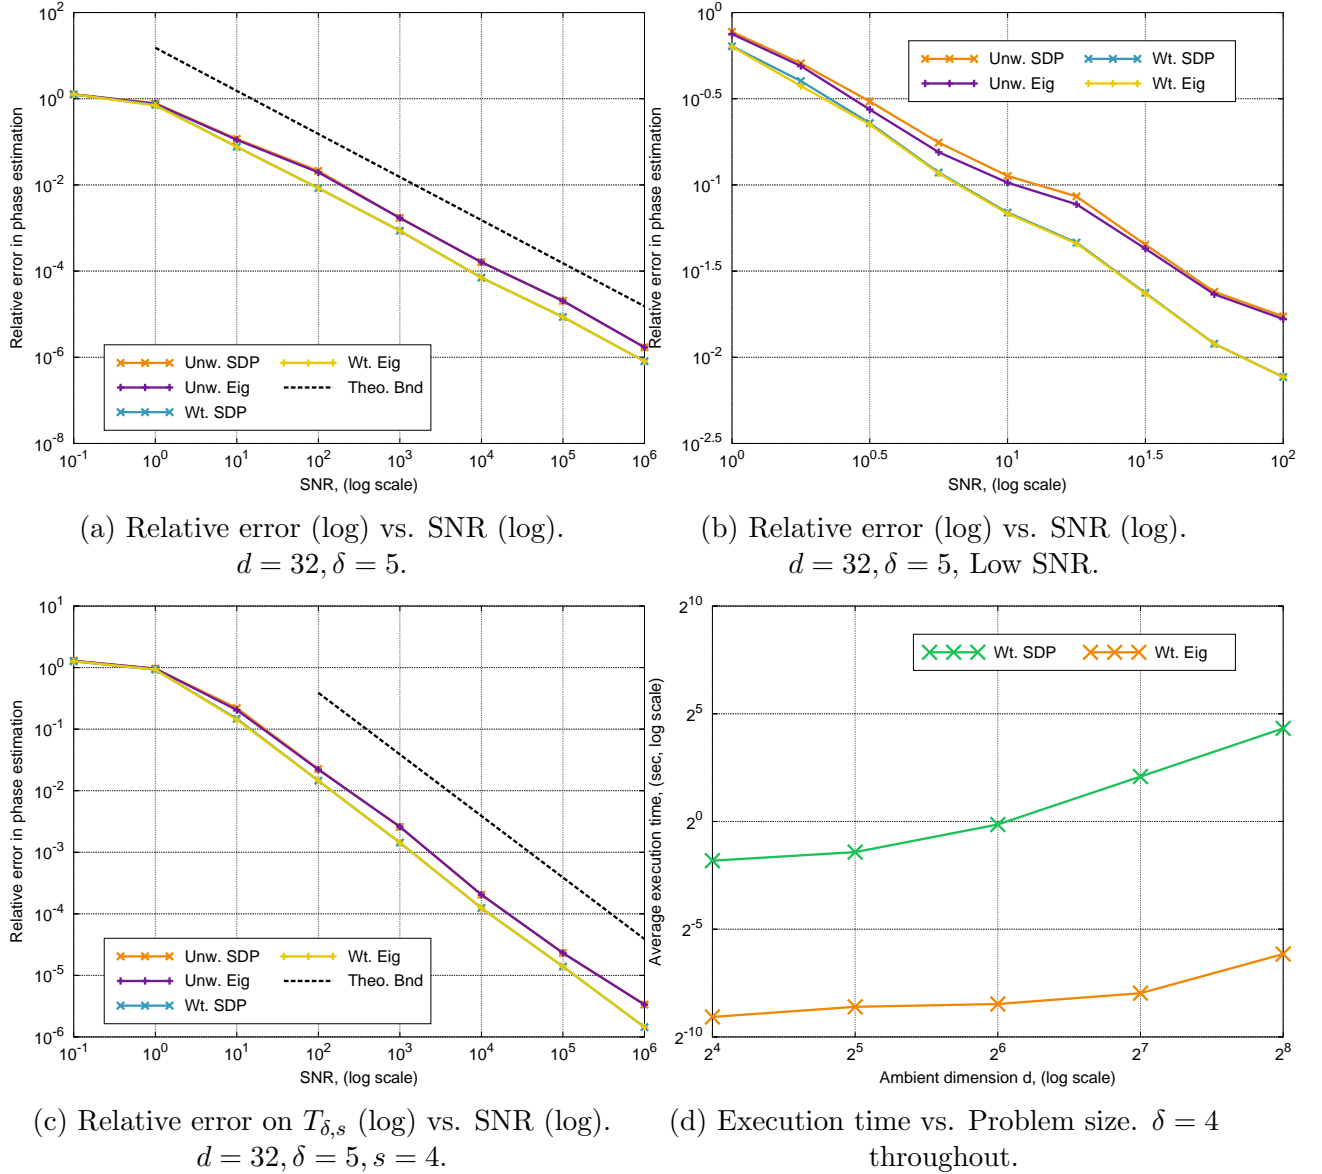 Relative error in phase estimation
10^2
10^0
10^-2
10^-4
10^-6
10^-8
10^-1 10^0 10^1 10^2 10^3 10^4 10^5 10^6
SNR, (log scale)
Unw. SDP
Unw. Eig
Wt. SDP
Wt. Eig
Theo. Bnd
(a) Relative error (log) vs. SNR (log).
d = 32, δ = 5.
Relative error in phase estimation
10^0
10^-0.5
10^-1
10^-1.5
10^-2
10^-2.5
10^0 10^0.5 10^1 10^1.5 10^2
SNR, (log scale)
Unw. SDP
Unw. Eig
Wt. SDP
Wt. Eig
(b) Relative error (log) vs. SNR (log).
d = 32, δ = 5, Low SNR.
Relative error in phase estimation
10^1
10^0
10^-1
10^-2
10^-3
10^-4
10^-5
10^-6
10^-1 10^0 10^1 10^2 10^3 10^4 10^5 10^6
SNR, (log scale)
Unw. SDP
Unw. Eig
Wt. SDP
Wt. Eig
Theo. Bnd
(c) Relative error on T_δ,s (log) vs. SNR (log).
d = 32, δ = 5, s = 4.
Average execution time, (sec, log scale)
2^10
2^5
2^0
2^-5
2^-10
2^4 2^5 2^6 2^7 2^8
Ambient dimension d, (log scale)
Wt. SDP
Wt. Eig
(d) Execution time vs. Problem size. δ = 4
throughout.